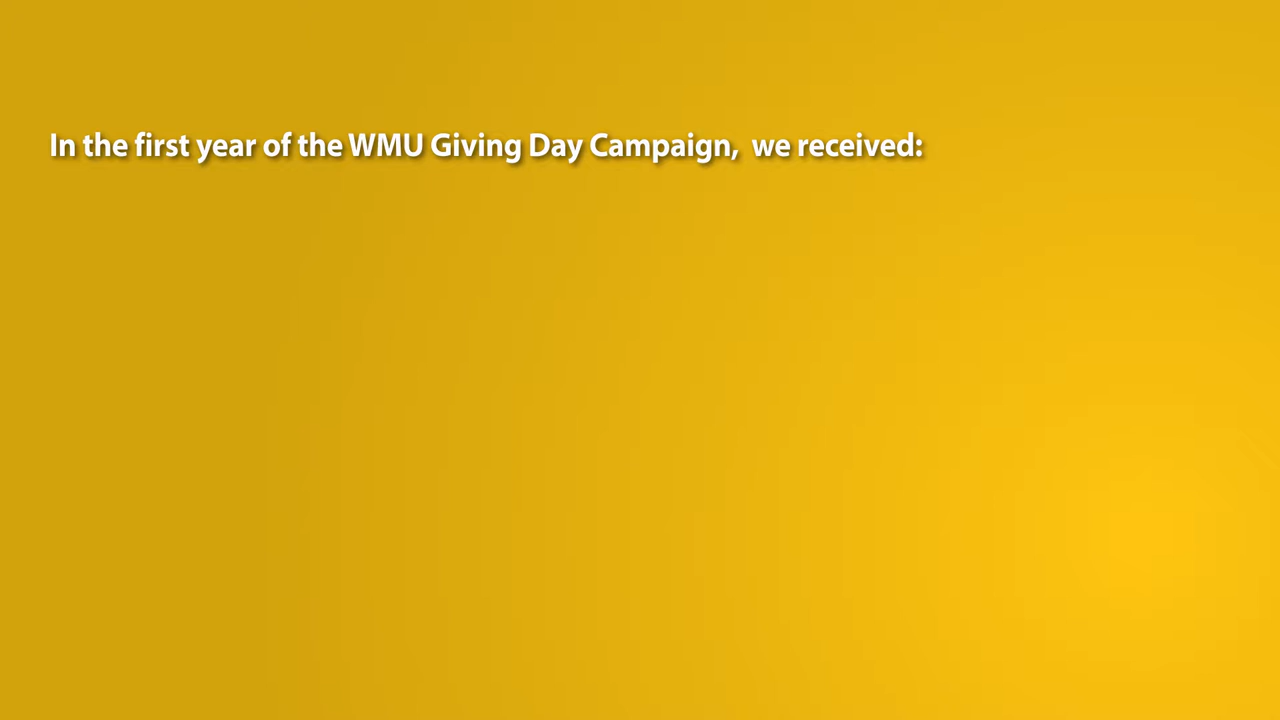 In the first year of the WMU Giving Day Campaign,  we received: